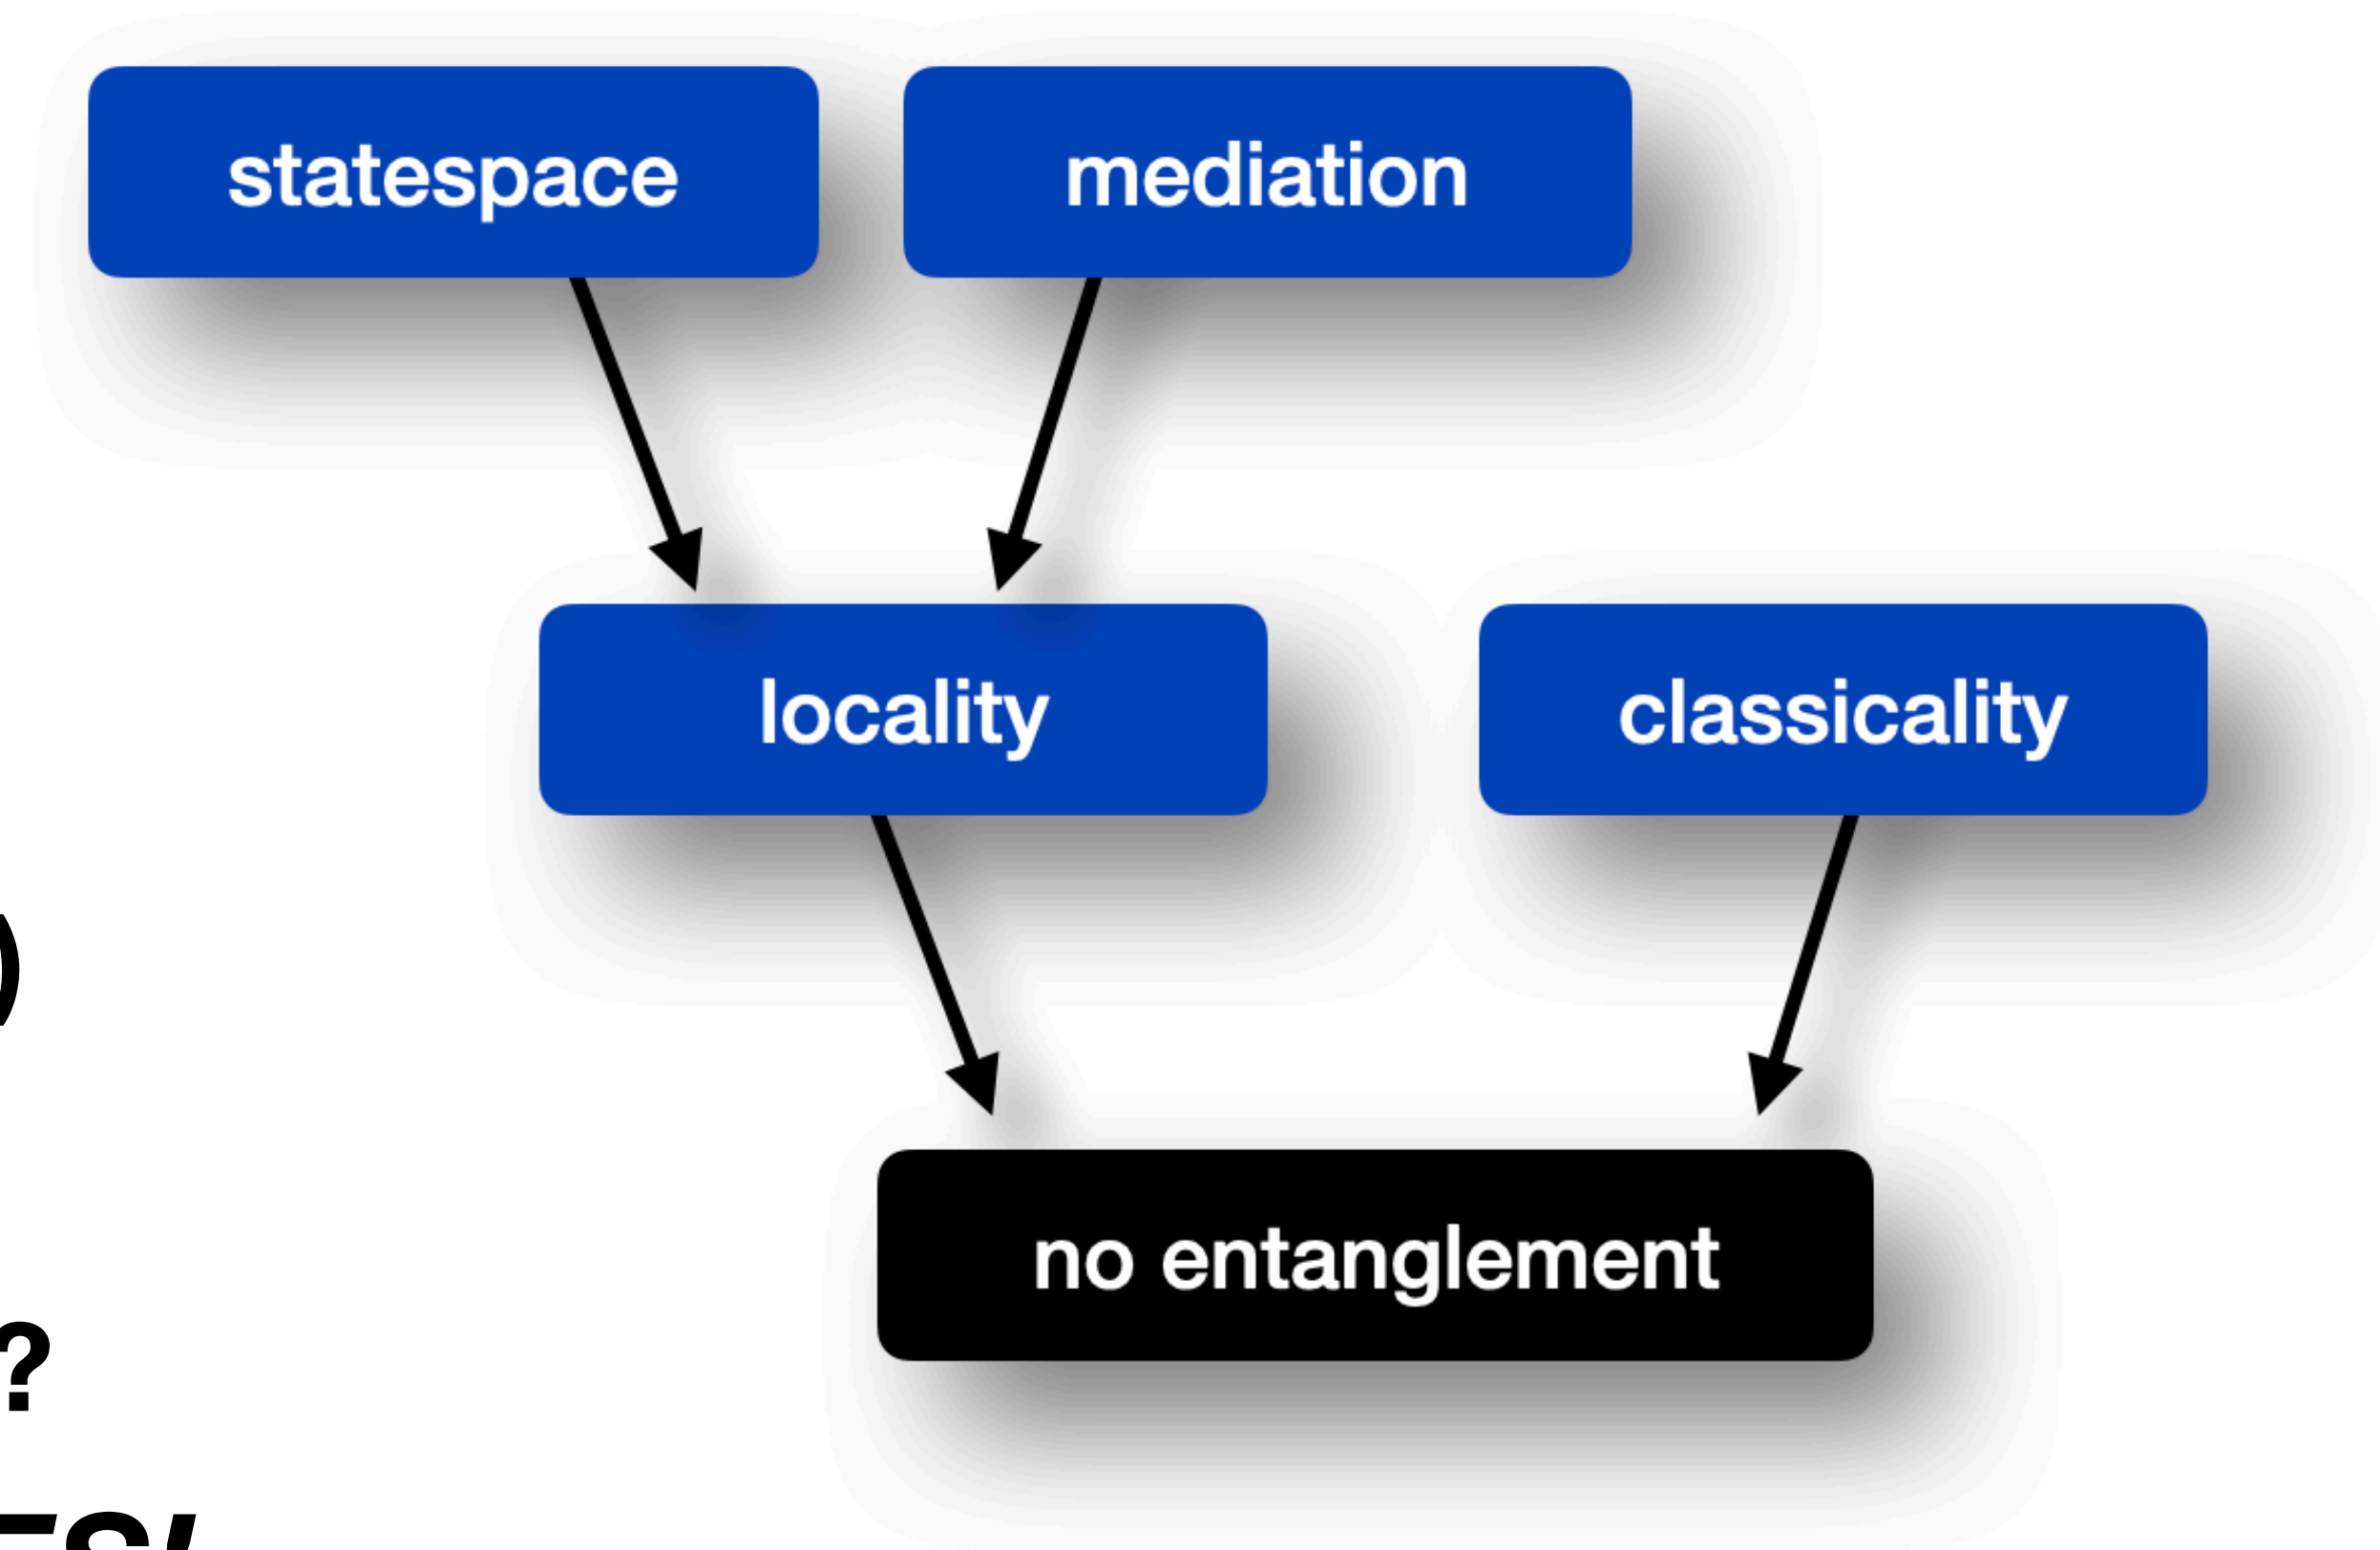 statespace
mediation
locality
classicality
)
no entanglement
?